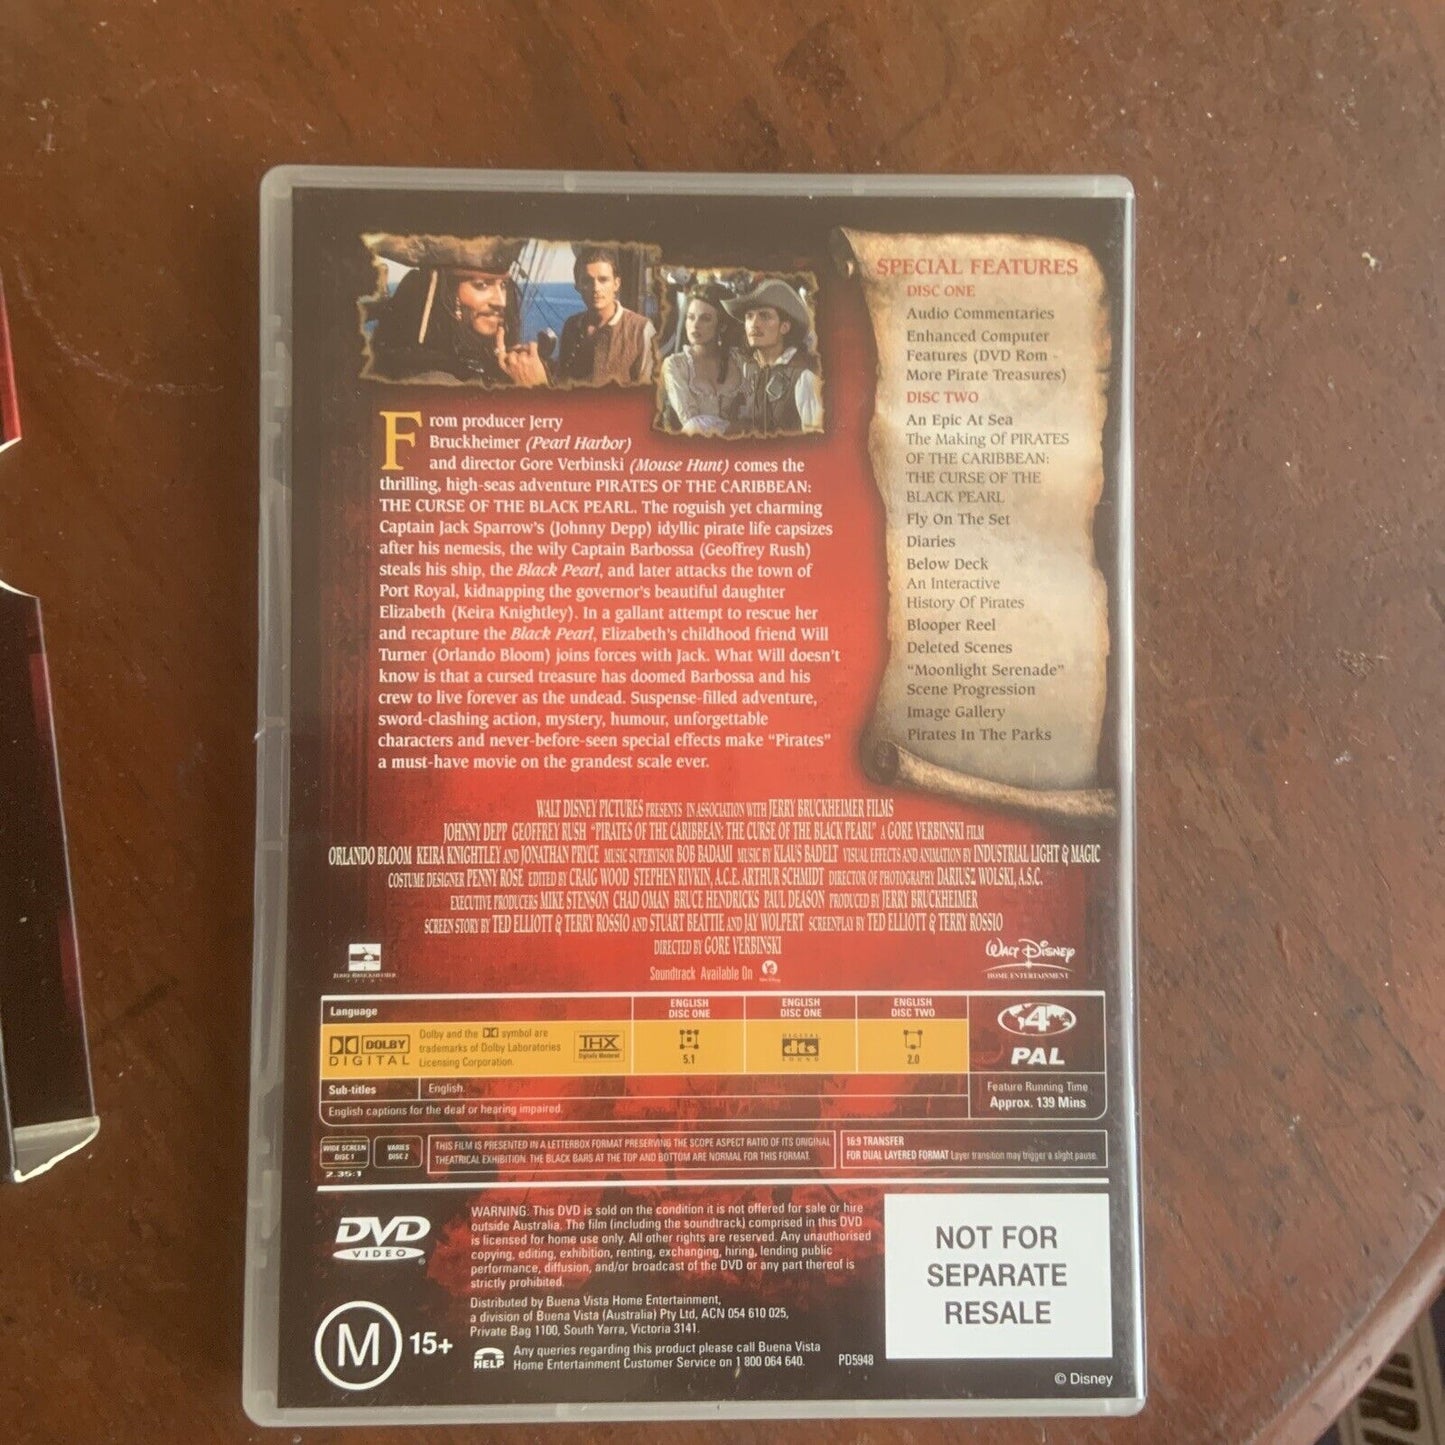 From producer Jerry
Bruckheimer (Pearl Harbor)
and director Gore Verbinski (Mouse Hunt) comes the
thrilling, high-seas adventure PIRATES OF THE CARIBBEAN:
THE CURSE OF THE BLACK PEARL. The roguish yet charming
Captain Jack Sparrow's (Johnny Depp) idyllic pirate life capsizes
after his nemesis, the wily Captain Barbossa (Geoffrey Rush)
steals his ship, the Black Pearl, and later attacks the town of
Port Royal, kidnapping the governor's beautiful daughter
Elizabeth (Keira Knightley). In a gallant attempt to rescue her
and recapture the Black Pearl, Elizabeth's childhood friend Will
Turner (Orlando Bloom) joins forces with Jack. What Will doesn't
know is that a cursed treasure has doomed Barbossa and his
crew to live forever as the undead. Suspense-filled adventure,
sword-clashing action, mystery, humour, unforgettable
characters and never-before-seen special effects make "Pirates"
a must-have movie on the grandest scale ever.
SPECIAL FEATURES
DISC ONE
Audio Commentaries
Enhanced Computer
Features (DVD Rom -
More Pirate Treasures)
DISC TWO
An Epic At Sea
The Making Of PIRATES
OF THE CARIBBEAN:
THE CURSE OF THE
BLACK PEARL
Fly On The Set
Diaries
Below Deck
An Interactive
History Of Pirates
Blooper Reel
Deleted Scenes
"Moonlight Serenade"
Scene Progression
Image Gallery
Pirates In The Parks
WALT DISNEY PICTURES PRESENTS IN ASSOCIATION WITH JERRY BRUCKHEIMER FILMS
JOHNNY DEPP GEOFFREY RUSH "PIRATES OF THE CARIBBEAN: THE CURSE OF THE BLACK PEARL" A GORE VERBINSKI FILM
ORLANDO BLOOM KEIRA KNIGHTLEY AND JONATHAN PRYCE MUSIC SUPERVISOR BOB BADAMI MUSIC BY KLAUS BADELT VISUAL EFFECTS AND ANIMATION BY INDUSTRIAL LIGHT & MAGIC
COSTUME DESIGNER PENNY ROSE EDITED BY CRAIG WOOD STEPHEN RIVKIN, A.C.E. ARTHUR SCHMIDT DIRECTOR OF PHOTOGRAPHY DARIUSZ WOLSKI, A.S.C.
EXECUTIVE PRODUCERS MIKE STENSON CHAD OMAN BRUCE HENDRICKS PAUL DEASON PRODUCED BY JERRY BRUCKHEIMER
SCREEN STORY BY TED ELLIOTT & TERRY ROSSIO AND STUART BEATTIE AND JAY WOLPERT SCREENPLAY BY TED ELLIOTT & TERRY ROSSIO
DIRECTED BY GORE VERBINSKI
JERRY BRUCKHEIMER
FILMS
Soundtrack Available On
Walt Disney
HOME ENTERTAINMENT
Language
ENGLISH
DISC ONE
ENGLISH
DISC ONE
ENGLISH
DISC TWO
DOLBY
DIGITAL
Dolby and the symbol are
trademarks of Dolby Laboratories
Licensing Corporation.
THX
Digitally Mastered
5.1
DIGITAL
dts
SOUND
2.0
4
PAL
Sub-titles
English.
English captions for the deaf or hearing impaired.
Feature Running Time
Approx. 139 Mins
WIDE SCREEN
DISC 1
2.35:1
VARIES
DISC 2
THIS FILM IS PRESENTED IN A LETTERBOX FORMAT PRESERVING THE SCOPE ASPECT RATIO OF ITS ORIGINAL
THEATRICAL EXHIBITION. THE BLACK BARS AT THE TOP AND BOTTOM ARE NORMAL FOR THIS FORMAT.
16:9 TRANSFER
FOR DUAL LAYERED FORMAT Layer transition may trigger a slight pause.
DVD
VIDEO
WARNING: This DVD is sold on the condition it is not offered for sale or hire
outside Australia. The film (including the soundtrack) comprised in this DVD
is licensed for home use only. All other rights are reserved. Any unauthorised
copying, editing, exhibition, renting, exchanging, hiring, lending public
performance, diffusion, and/or broadcast of the DVD or any part thereof is
strictly prohibited.
Distributed by Buena Vista Home Entertainment,
a division of Buena Vista (Australia) Pty Ltd, ACN 054 610 025,
Private Bag 1100, South Yarra, Victoria 3141.
HELP
Any queries regarding this product please call Buena Vista
Home Entertainment Customer Service on 1 800 064 640.
PD5948
M 15+
NOT FOR
SEPARATE
RESALE
© Disney